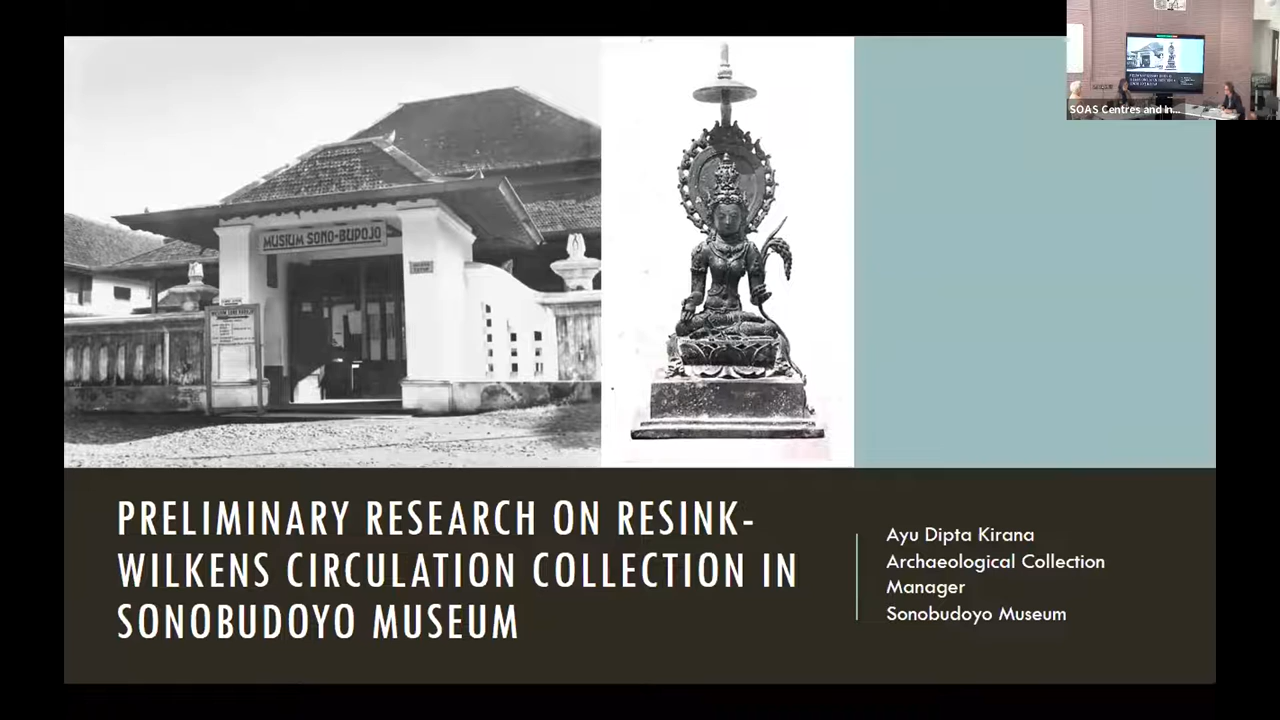 SOAS Centres and In...
MUSIUM SONO-BUDOJO
PRELIMINARY RESEARCH ON RESINK-
WILKENS CIRCULATION COLLECTION IN
SONOBUDOYO MUSEUM
Ayu Dipta Kirana
Archaeological Collection
Manager
Sonobudoyo Museum